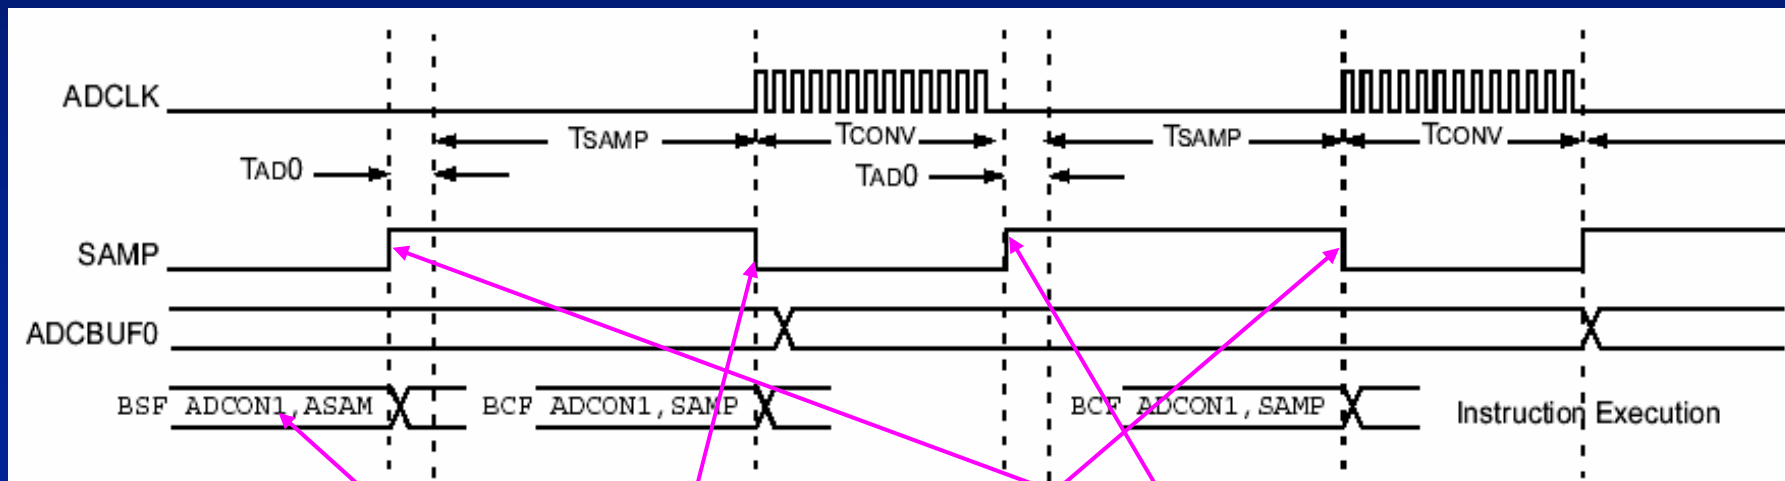 ADCLK
TSAMP TCONV TSAMP TCONV
TAD0 TAD0
SAMP
ADCBUF0
BSF ADCON1,ASAM BCF ADCON1,SAMP BCF ADCON1,SAMP Instruction Execution